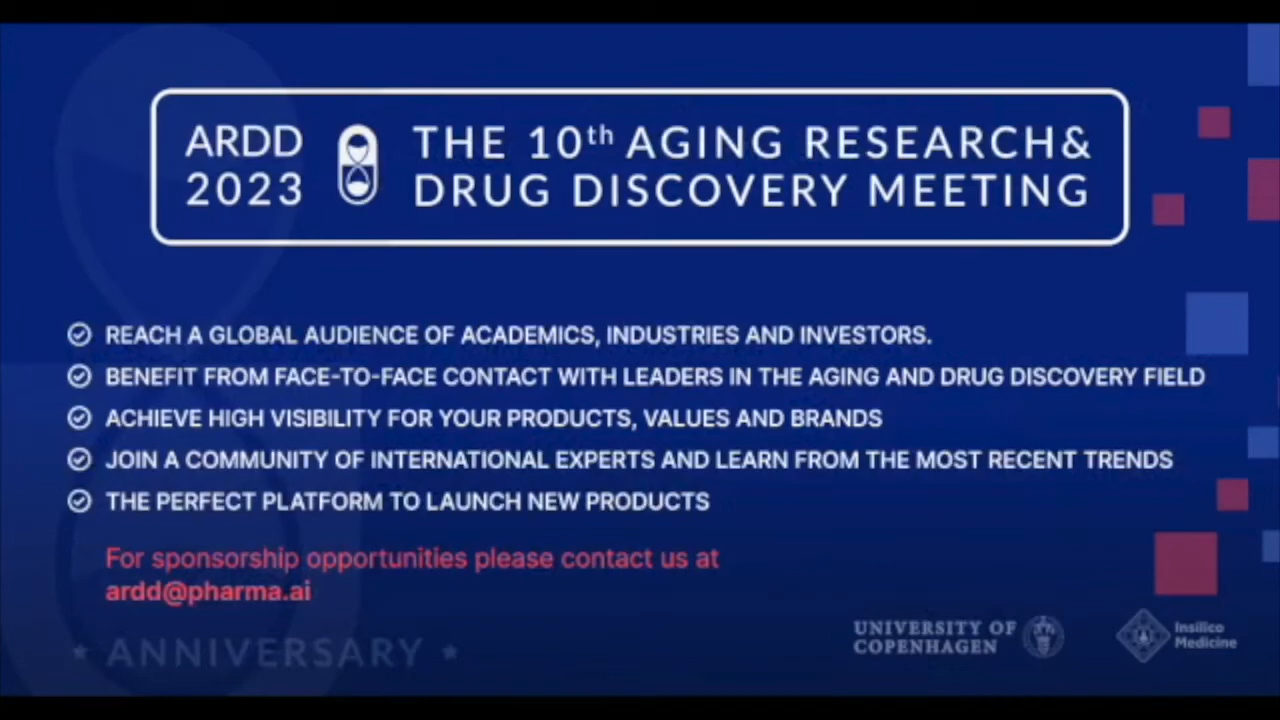 ARDD
2023
THE 10th AGING RESEARCH&
DRUG DISCOVERY MEETING
REACH A GLOBAL AUDIENCE OF ACADEMICS, INDUSTRIES AND INVESTORS.
BENEFIT FROM FACE-TO-FACE CONTACT WITH LEADERS IN THE AGING AND DRUG DISCOVERY FIELD
ACHIEVE HIGH VISIBILITY FOR YOUR PRODUCTS, VALUES AND BRANDS
JOIN A COMMUNITY OF INTERNATIONAL EXPERTS AND LEARN FROM THE MOST RECENT TRENDS
THE PERFECT PLATFORM TO LAUNCH NEW PRODUCTS
For sponsorship opportunities please contact us at
ardd@pharma.ai
ANNIVERSARY
UNIVERSITY OF
COPENHAGEN
Insilico
Medicine